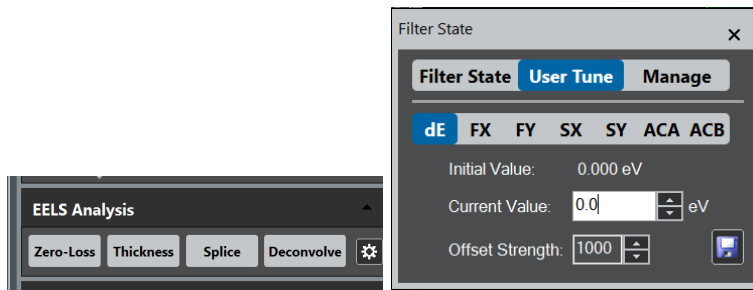 EELS Analysis
Zero-Loss Thickness Splice Deconvolve
Filter State
Filter State User Tune Manage
dE FX FY SX SY ACA ACB
Initial Value: 0.000 eV
Current Value: 0.0 eV
Offset Strength: 1000